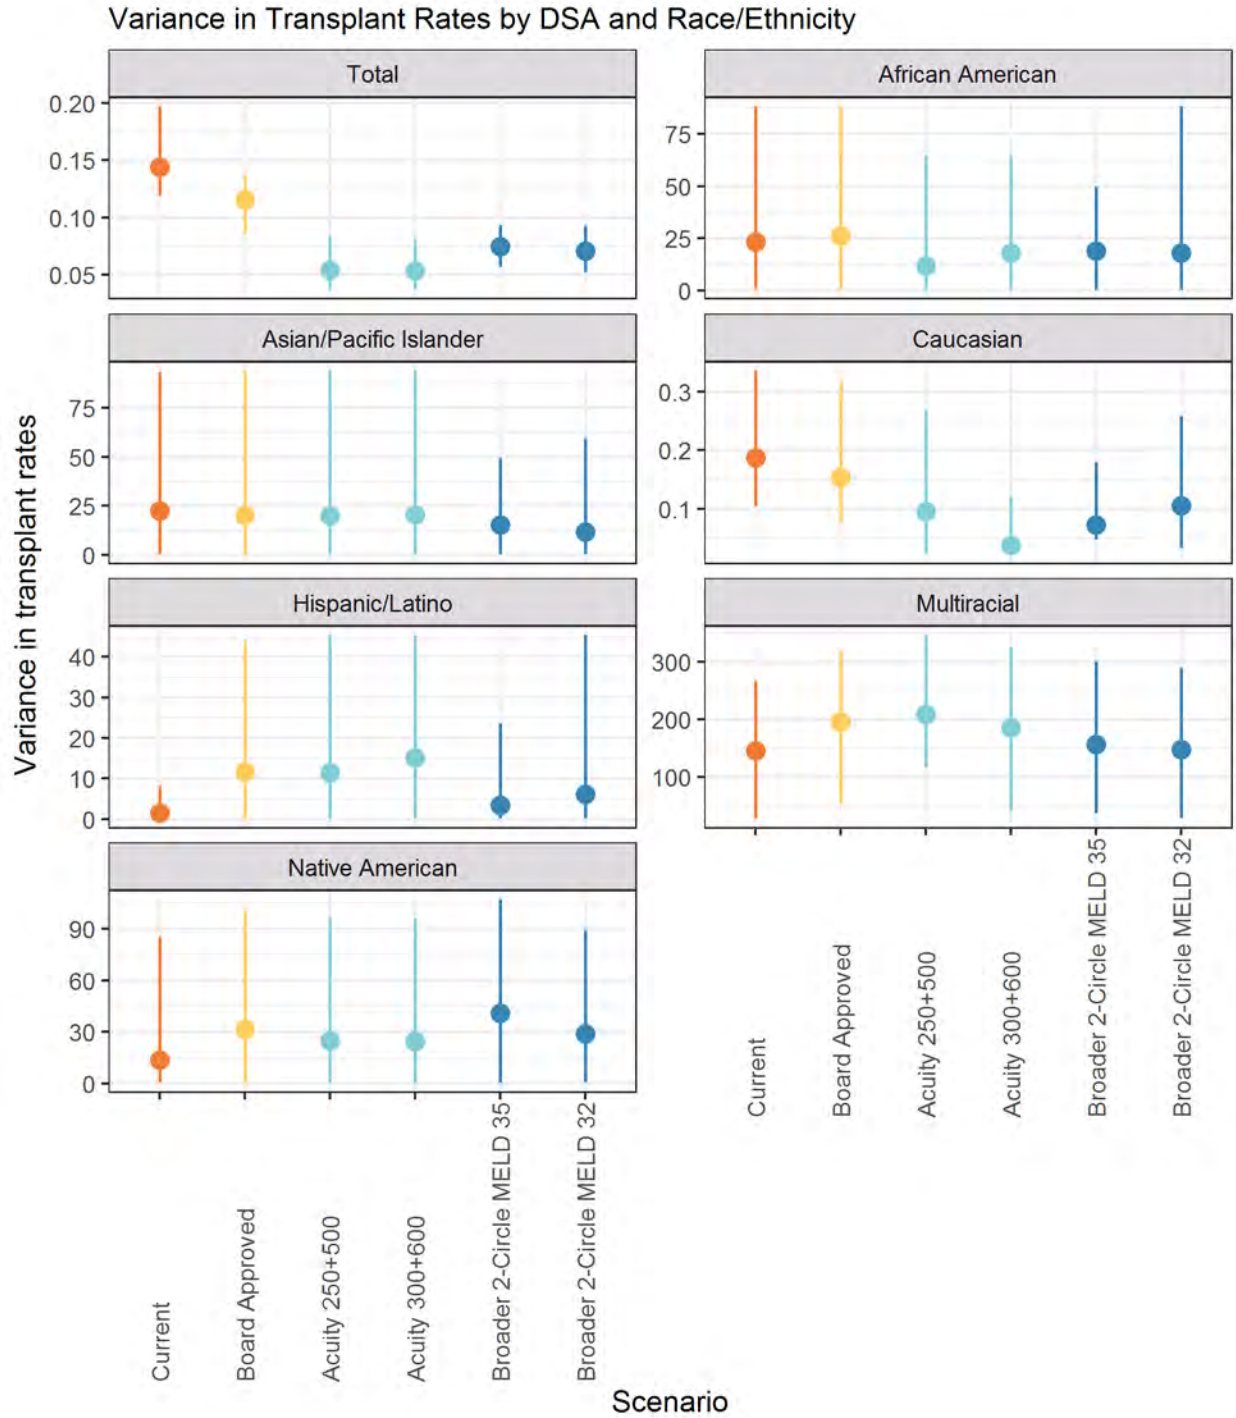 Variance in Transplant Rates by DSA and Race/Ethnicity
Variance in transplant rates
Total
0.20
0.15
0.10
0.05
African American
75
50
25
0
Asian/Pacific Islander
75
50
25
0
Caucasian
0.3
0.2
0.1
Hispanic/Latino
40
30
20
10
0
Multiracial
300
200
100
Native American
90
60
30
0
Current
Board Approved
Acuity 250+500
Acuity 300+600
Broader 2-Circle MELD 35
Broader 2-Circle MELD 32
Current
Board Approved
Acuity 250+500
Acuity 300+600
Broader 2-Circle MELD 35
Broader 2-Circle MELD 32
Scenario